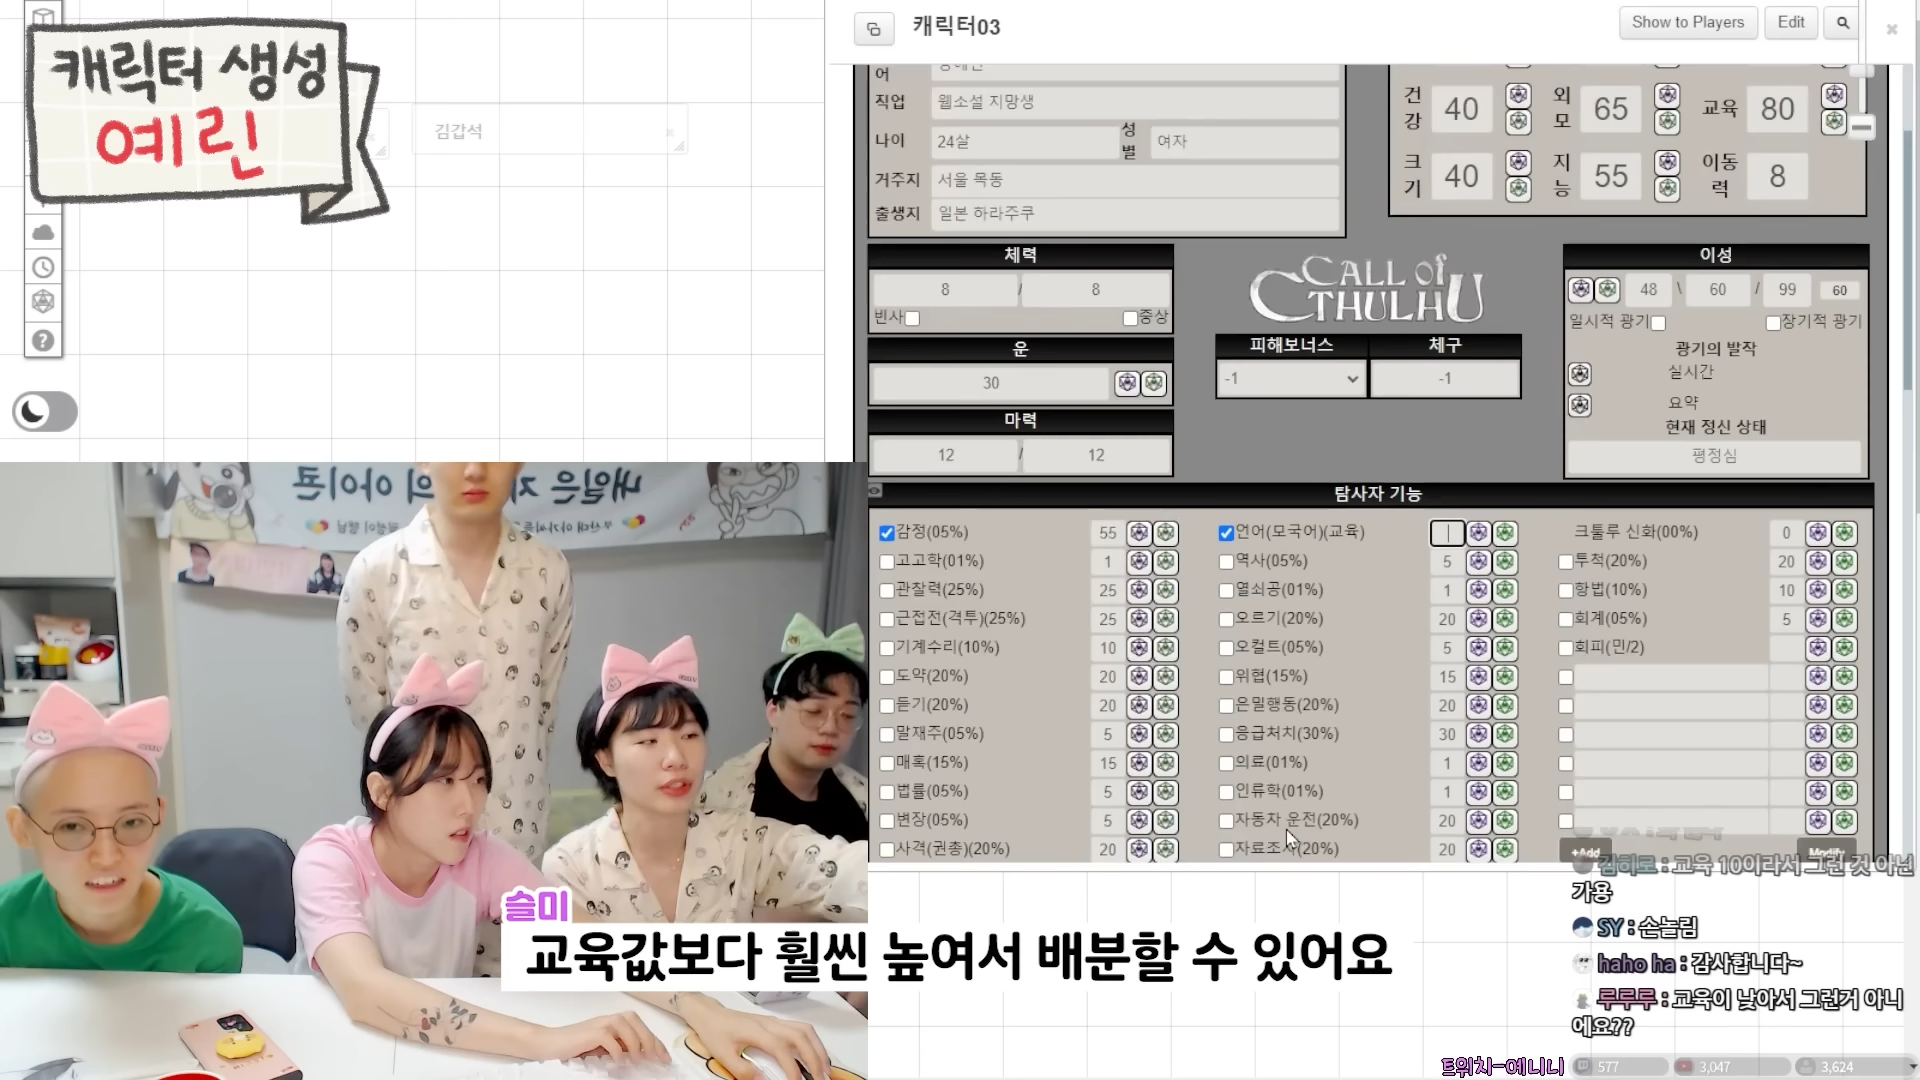 캐릭터 생성
예린
김갑석
캐릭터03
Show to Players
Edit
어
직업
웹소설 지망생
나이
24살
성별
여자
거주지
서울 목동
출생지
일본 하라주쿠
건강 40
외모 65
교육 80
크기 40
지능 55
이동력 8
체력
8 / 8
빈사
중상
운
30
마력
12 / 12
CALL of CTHULHU
피해보너스
체구
-1
-1
이성
48 \ 60 / 99 60
일시적 광기
장기적 광기
광기의 발작
실시간
요약
현재 정신 상태
평정심
탐사자 기능
감정(05%) 55
고고학(01%) 1
관찰력(25%) 25
근접전(격투)(25%) 25
기계수리(10%) 10
도약(20%) 20
듣기(20%) 20
말재주(05%) 5
매혹(15%) 15
법률(05%) 5
변장(05%) 5
사격(권총)(20%) 20
언어(모국어)(교육)
역사(05%) 5
열쇠공(01%) 1
오르기(20%) 20
오컬트(05%) 5
위협(15%) 15
은밀행동(20%) 20
응급처치(30%) 30
의료(01%) 1
인류학(01%) 1
자동차 운전(20%) 20
자료조사(20%) 20
크툴루 신화(00%) 0
투척(20%) 20
항법(10%) 10
회계(05%) 5
회피(민/2)
+Add
Modify
내일은
의 아이콘
슬미
교육값보다 훨씬 높여서 배분할 수 있어요
김히로 : 교육 10이라서 그런 것 아닌
가용
SY : 손놀림
haho ha : 감사합니다~
루루루 : 교육이 낮아서 그런거 아니
에요??
트위치-예니니
577
3,047
3,624